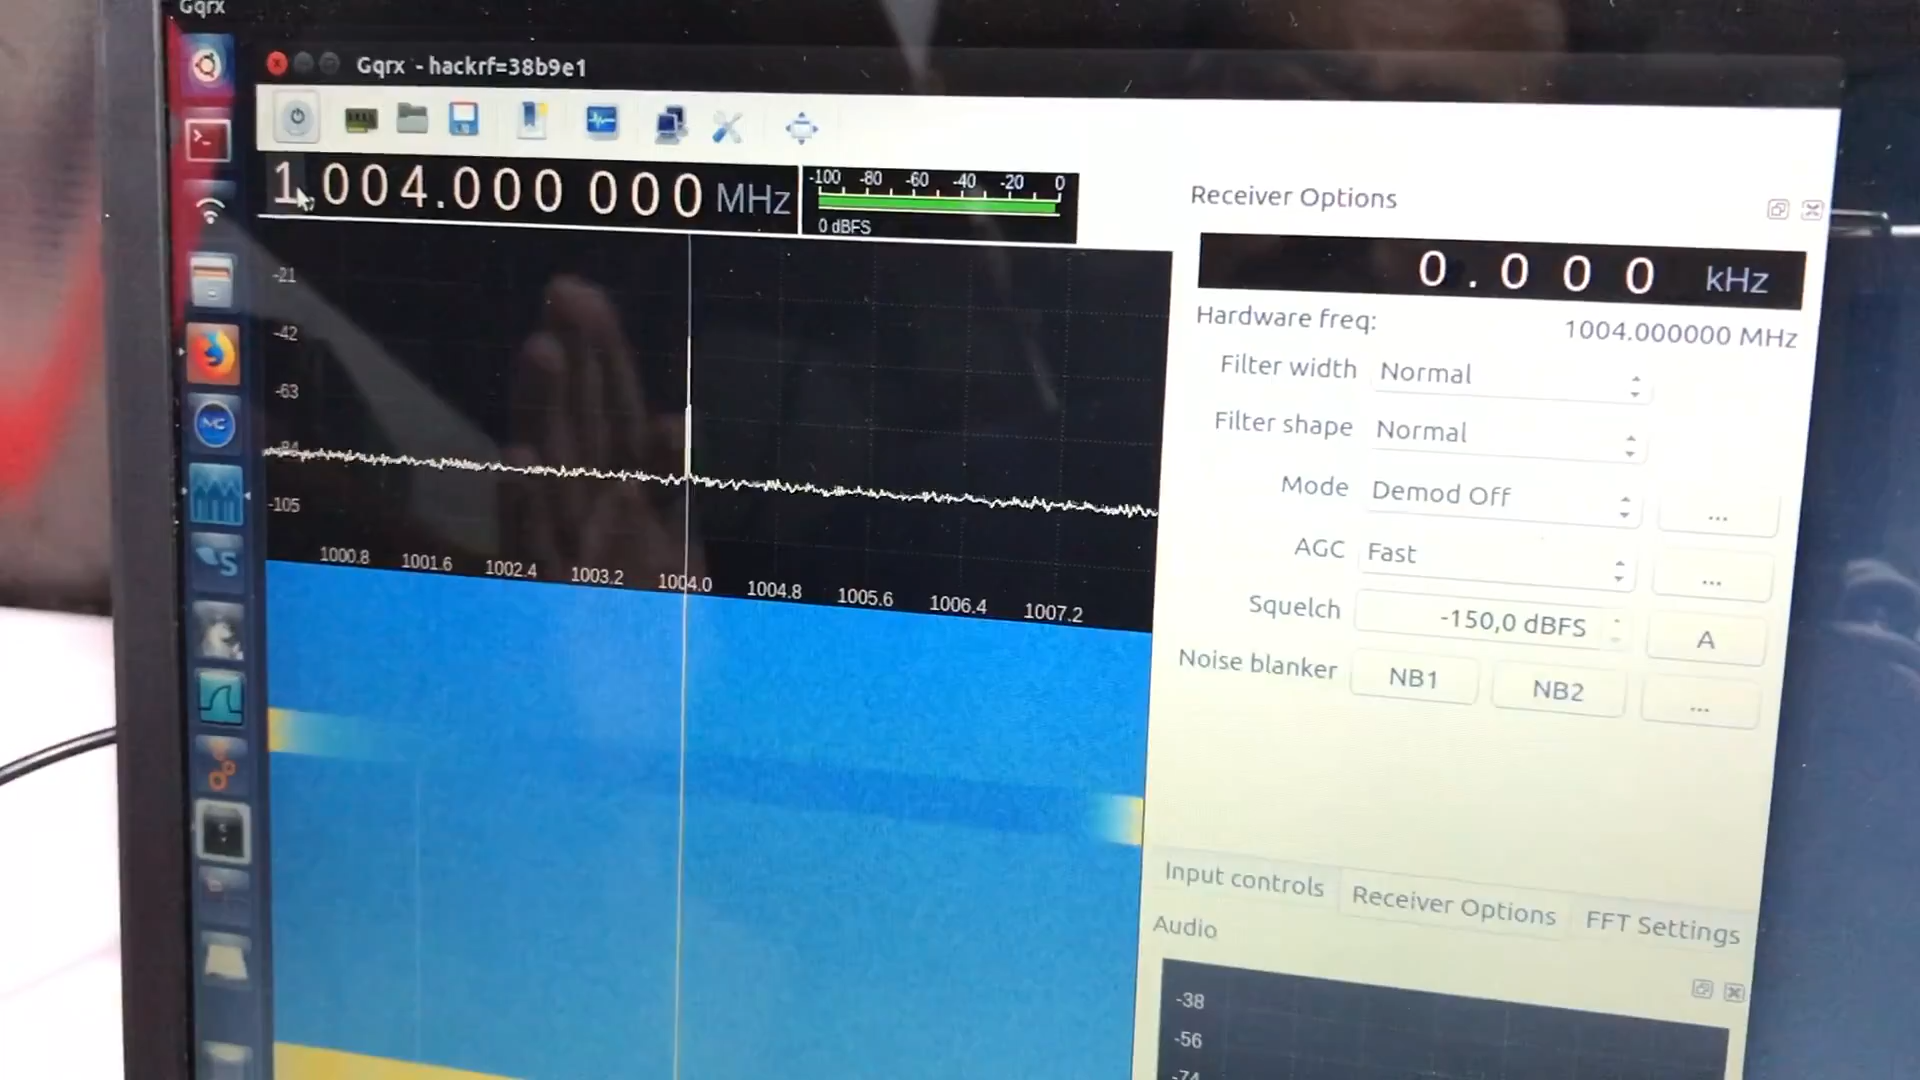 Gqrx
Gqrx - hackrf=38b9e1
1.004.000 000 MHz
-100 -80 -60 -40 -20 0
0 dBFS
-21
-42
-63
-84
-105
1000.8 1001.6 1002.4 1003.2 1004.0 1004.8 1005.6 1006.4 1007.2
Receiver Options
0.000 kHz
Hardware freq: 1004.000000 MHz
Filter width Normal
Filter shape Normal
Mode Demod Off ...
AGC Fast ...
Squelch -150,0 dBFS A
Noise blanker NB1 NB2 ...
Input controls Receiver Options FFT Settings
Audio
-38
-56
-74